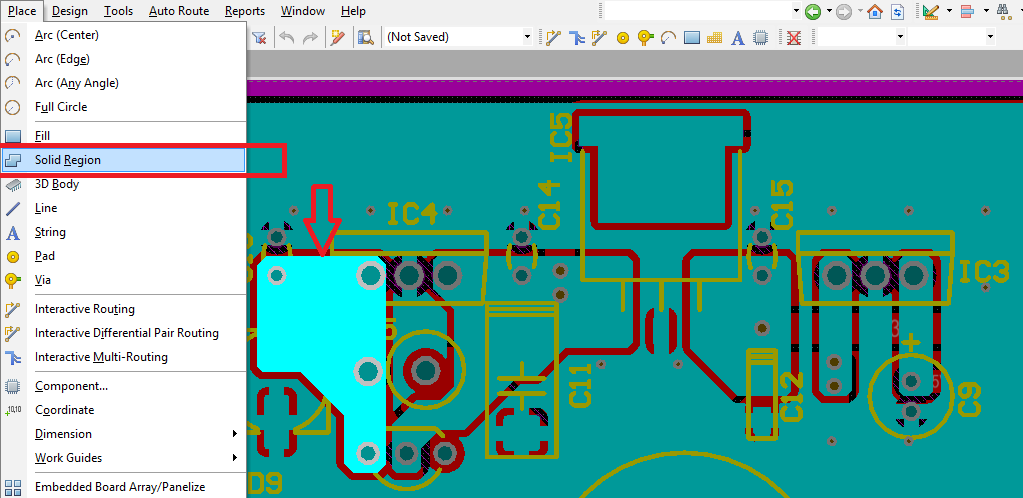 Place Design Tools Auto Route Reports Window Help
Arc (Center)
(Not Saved)
Arc (Edge)
Arc (Any Angle)
Full Circle
Fill
Solid Region
3D Body
Line
String
Pad
Via
Interactive Routing
Interactive Differential Pair Routing
Interactive Multi-Routing
Component...
Coordinate
Dimension
Work Guides
Embedded Board Array/Panelize
IC5
IC4
C14
C15
IC3
3
3
C11
C12
C9
D9